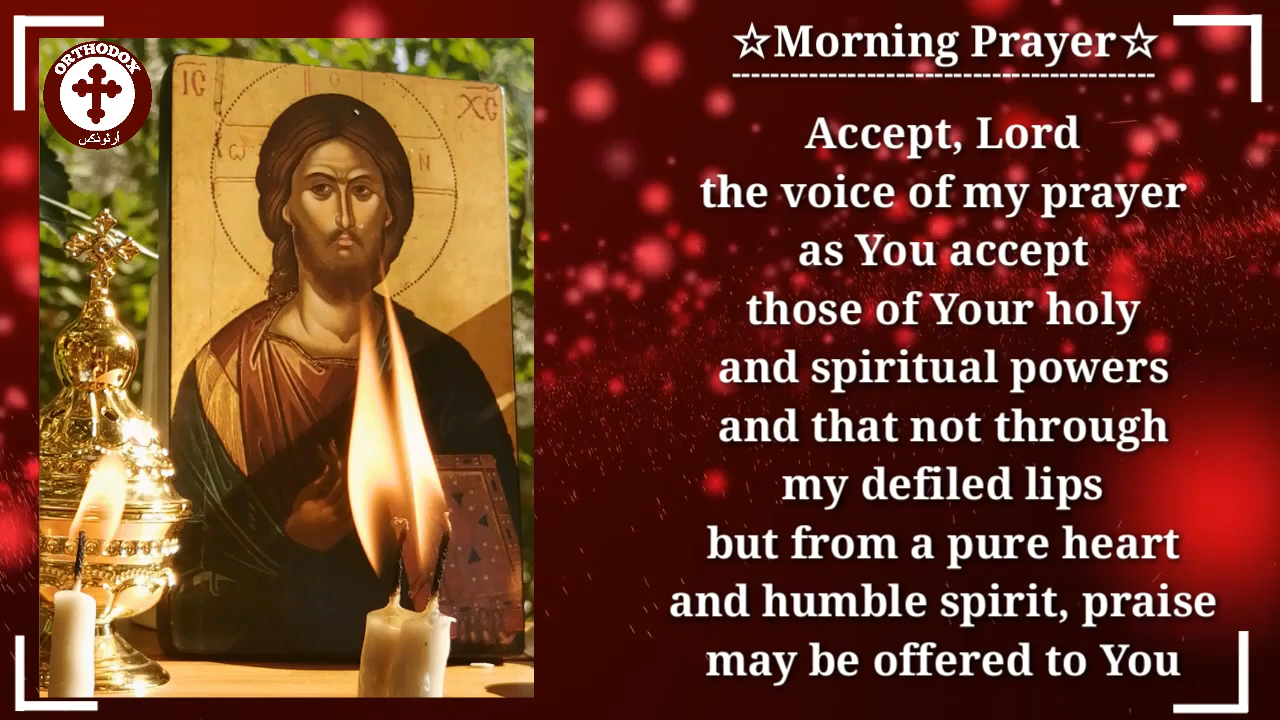 ORTHODOX
ارثوذكس
IC
XC
Ο
ω
Ν
☆Morning Prayer☆
Accept, Lord
the voice of my prayer
as You accept
those of Your holy
and spiritual powers
and that not through
my defiled lips
but from a pure heart
and humble spirit, praise
may be offered to You